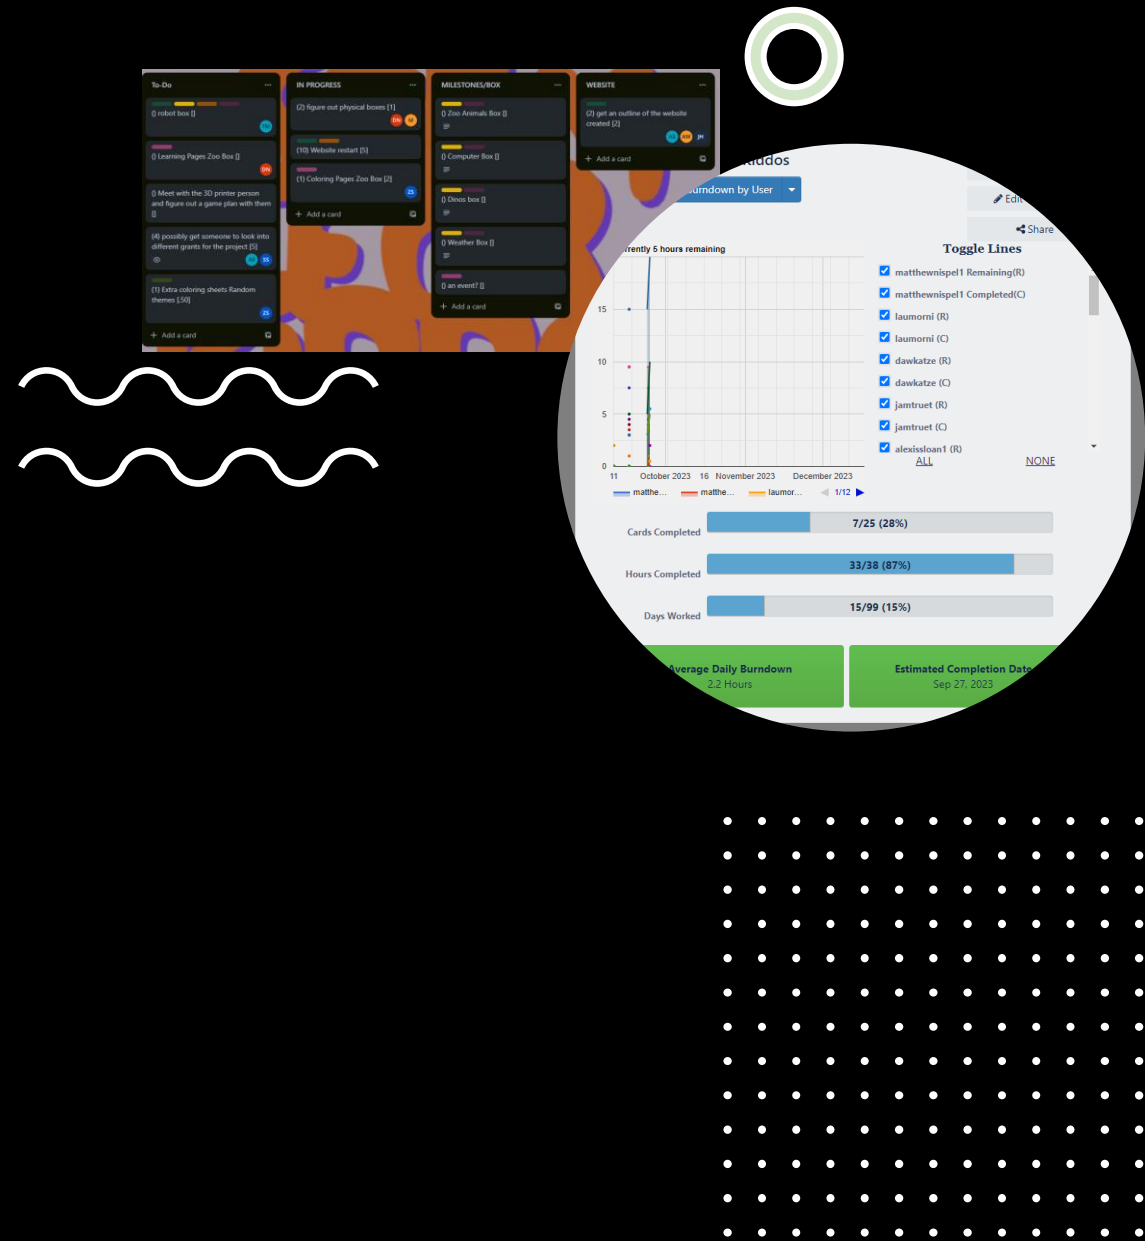 To-Do
() robot box []
() Learning Pages Zoo Box []
() Meet with the 3D printer person
and figure out a game plan with them
[]
(4) possibly get someone to look into
different grants for the project [5]
SS
(1) Extra coloring sheets Random
themes [.50]
ZS
+ Add a card
IN PROGRESS
(2) figure out physical boxes [1]
DN M
(10) Website restart [5]
(1) Coloring Pages Zoo Box [2]
ZS
+ Add a card
MILESTONES/BOX
() Zoo Animals Box []
() Computer Box []
() Dinos box []
() Weather Box []
() an event? []
+ Add a card
WEBSITE
(2) get an outline of the website
created [2]
JH
+ Add a card
urndown by User
Edit
Share
rently 5 hours remaining
Toggle Lines
matthewnispel1 Remaining(R)
matthewnispel1 Completed(C)
laumorni (R)
laumorni (C)
dawkatze (R)
dawkatze (C)
jamtruet (R)
jamtruet (C)
alexissloan1 (R)
ALL NONE
15
10
5
0
11 October 2023 16 November 2023 December 2023
matthe... matthe... laumor... 1/12
Cards Completed 7/25 (28%)
Hours Completed 33/38 (87%)
Days Worked 15/99 (15%)
Average Daily Burndown
2.2 Hours
Estimated Completion Date
Sep 27, 2023